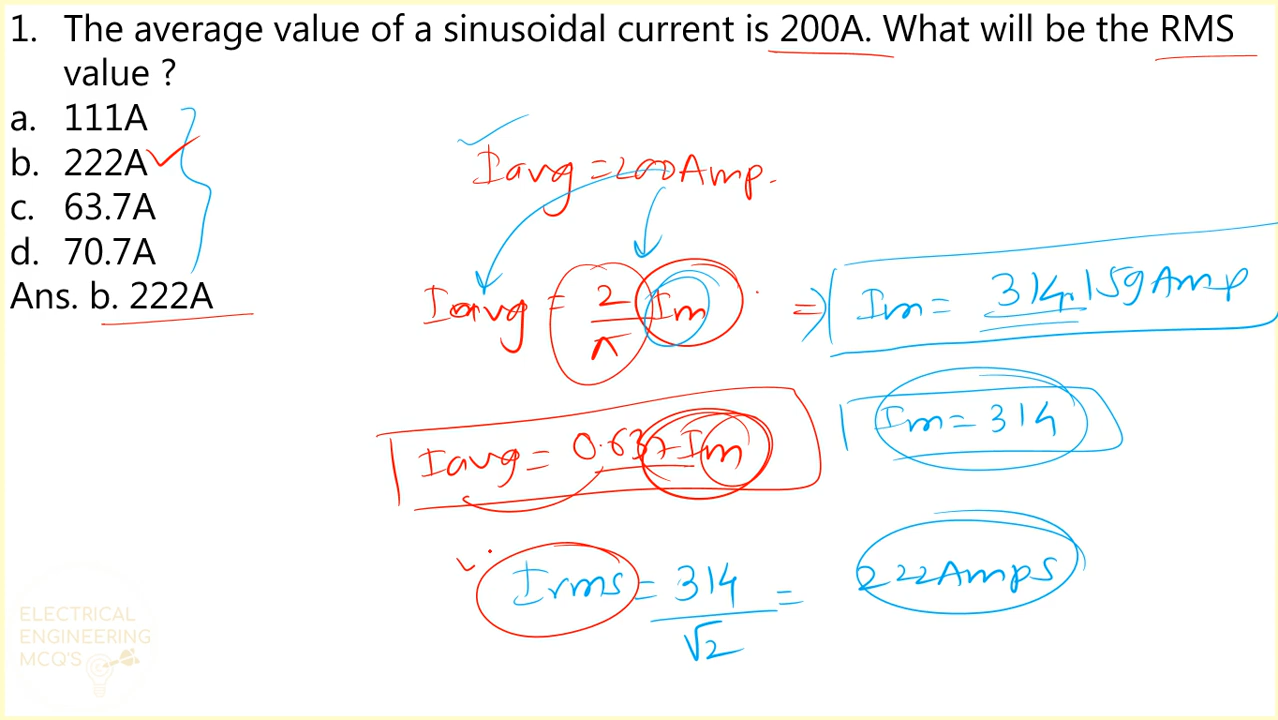 1. The average value of a sinusoidal current is 200A. What will be the RMS
value ?
a. 111A
b. 222A
c. 63.7A
d. 70.7A
Ans. b. 222A
Iavg = 200 Amp.
Iavg = 2/π Im ⇒ Im = 314.159 Amp
Im = 314
Iavg = 0.637 Im
Irms = 314/√2 = 222 Amps
ELECTRICAL
ENGINEERING
MCQ'S